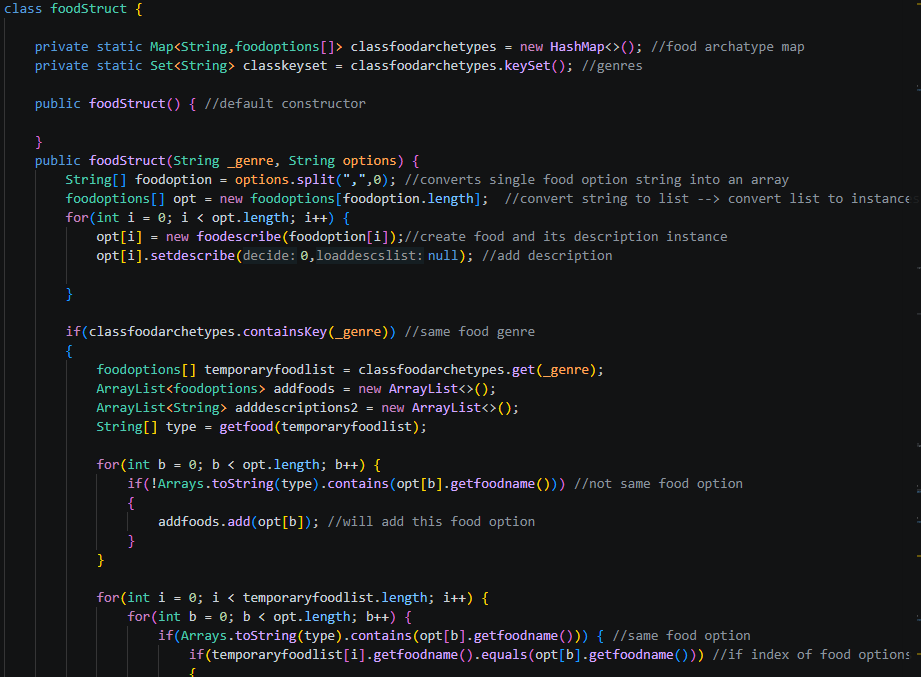 class foodStruct {
private static Map<String,foodoptions[]> classfoodarchetypes = new HashMap<>(); //food archatype map
private static Set<String> classkeyset = classfoodarchetypes.keySet(); //genres
public foodStruct() { //default constructor
}
public foodStruct(String _genre, String options) {
String[] foodoption = options.split(",",0); //converts single food option string into an array
foodoptions[] opt = new foodoptions[foodoption.length];  //convert string to list --> convert list to instances
for(int i = 0; i < opt.length; i++) {
opt[i] = new foodescribe(foodoption[i]);//create food and its description instance
opt[i].setdescribe(decide: 0,loaddescslist: null); //add description
}
if(classfoodarchetypes.containsKey(_genre)) //same food genre
{
foodoptions[] temporaryfoodlist = classfoodarchetypes.get(_genre);
ArrayList<foodoptions> addfoods = new ArrayList<>();
ArrayList<String> adddescriptions2 = new ArrayList<>();
String[] type = getfood(temporaryfoodlist);
for(int b = 0; b < opt.length; b++) {
if(!Arrays.toString(type).contains(opt[b].getfoodname())) //not same food option
{
addfoods.add(opt[b]); //will add this food option
}
}
for(int i = 0; i < temporaryfoodlist.length; i++) {
for(int b = 0; b < opt.length; b++) {
if(Arrays.toString(type).contains(opt[b].getfoodname())) { //same food option
if(temporaryfoodlist[i].getfoodname().equals(opt[b].getfoodname())) //if index of food options
{